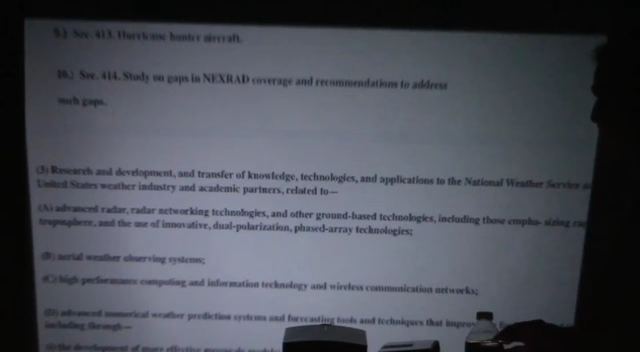 9.) Sec. 413. Hurricane hunter aircraft.
10.) Sec. 414. Study on gaps in NEXRAD coverage and recommendations to address
such gaps.
(3) Research and development, and transfer of knowledge, technologies, and applications to the National Weather Service
United States weather industry and academic partners, related to—
(A) advanced radar, radar networking technologies, and other ground-based technologies, including those empha- sizing
troposphere, and the use of innovative, dual-polarization, phased-array technologies;
(B) aerial weather observing systems;
(C) high performance computing and information technology and wireless communication networks;
(D) advanced numerical weather prediction systems and forecasting tools and techniques that
including through—
(i) the development of more effective